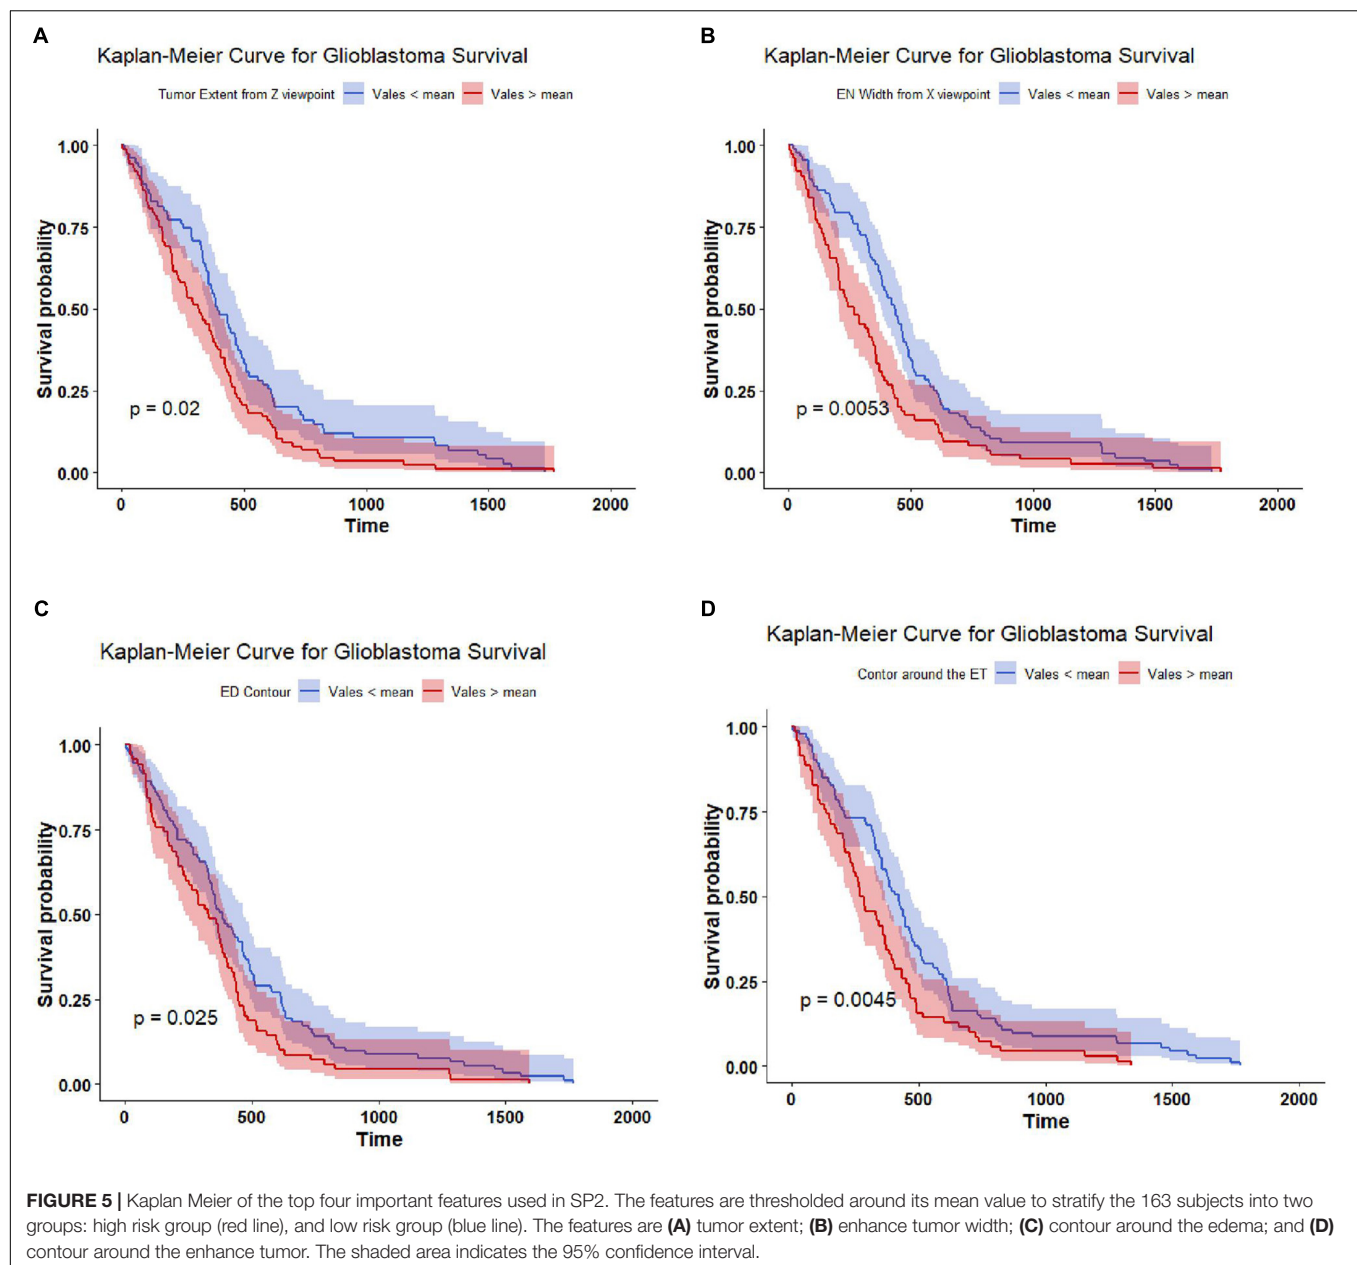 A
Kaplan-Meier Curve for Glioblastoma Survival
Tumor Extent from Z viewpoint Vales < mean Vales > mean
1.00
0.75
0.50
0.25
0.00
Survival probability
p = 0.02
0 500 1000 1500 2000
Time
B
Kaplan-Meier Curve for Glioblastoma Survival
EN Width from X viewpoint Vales < mean Vales > mean
1.00
0.75
0.50
0.25
0.00
Survival probability
p = 0.0053
0 500 1000 1500 2000
Time
C
Kaplan-Meier Curve for Glioblastoma Survival
ED Contour Vales < mean Vales > mean
1.00
0.75
0.50
0.25
0.00
Survival probability
p = 0.025
0 500 1000 1500 2000
Time
D
Kaplan-Meier Curve for Glioblastoma Survival
Contor around the ET Vales < mean Vales > mean
1.00
0.75
0.50
0.25
0.00
Survival probability
p = 0.0045
0 500 1000 1500 2000
Time
FIGURE 5 | Kaplan Meier of the top four important features used in SP2. The features are thresholded around its mean value to stratify the 163 subjects into two
groups: high risk group (red line), and low risk group (blue line). The features are (A) tumor extent; (B) enhance tumor width; (C) contour around the edema; and (D)
contour around the enhance tumor. The shaded area indicates the 95% confidence interval.